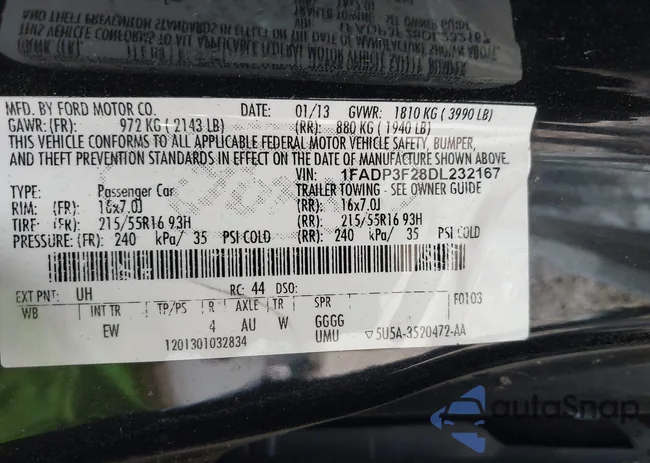 MFD. BY FORD MOTOR CO. DATE: 01/13 GVWR: 1810 KG ( 3990 LB)
GAWR:(FR): 972 KG ( 2143 LB) (RR): 880 KG ( 1940 LB)
THIS VEHICLE CONFORMS TO ALL APPLICABLE FEDERAL MOTOR VEHICLE SAFETY, BUMPER,
AND THEFT PREVENTION STANDARDS IN EFFECT ON THE DATE OF MANUFACTURE SHOWN ABOVE.
VIN: 1FADP3F28DL232167
TYPE: Passenger Car TRAILER TOWING - SEE OWNER GUIDE
RIM: (FR): 16x7.0J (RR): 16x7.0J
TIRE: (FR): 215/55R16 93H (RR): 215/55R16 93H
PRESSURE: (FR): 240 kPa/ 35 PSI COLD (RR): 240 kPa/ 35 PSI COLD
EXT PNT: UH RC: 44 DSO: F0103
WB INT TR TP/PS R AXLE TR SPR
EW 4 AU W GGGG
UMU ▽5U5A-3520472-AA
1201301032834
autoSnap